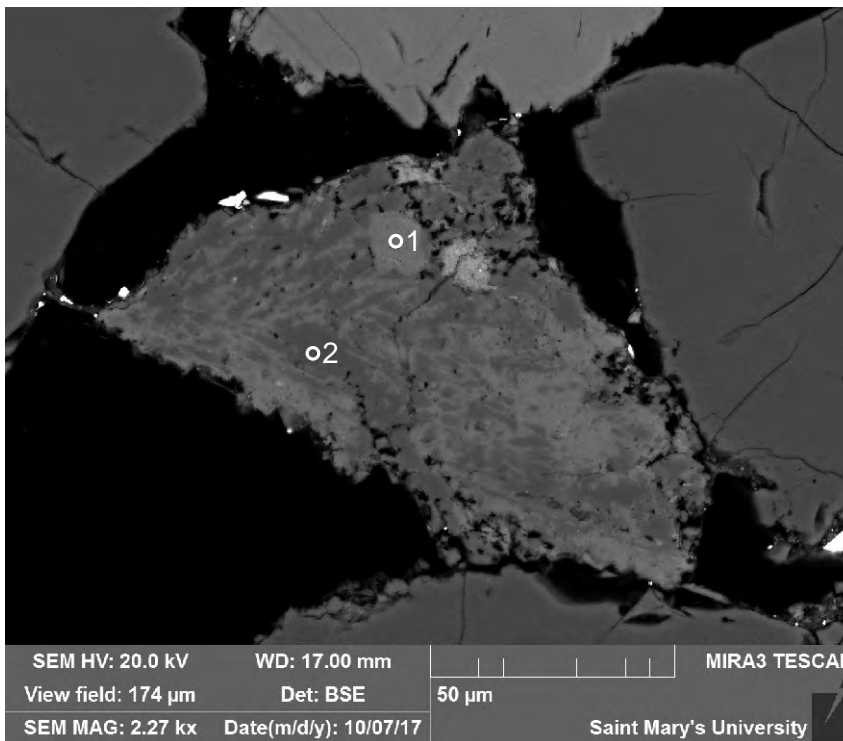 1
2
SEM HV: 20.0 kV WD: 17.00 mm MIRA3 TESCA
View field: 174 µm Det: BSE 50 µm
SEM MAG: 2.27 kx Date(m/d/y): 10/07/17 Saint Mary's University